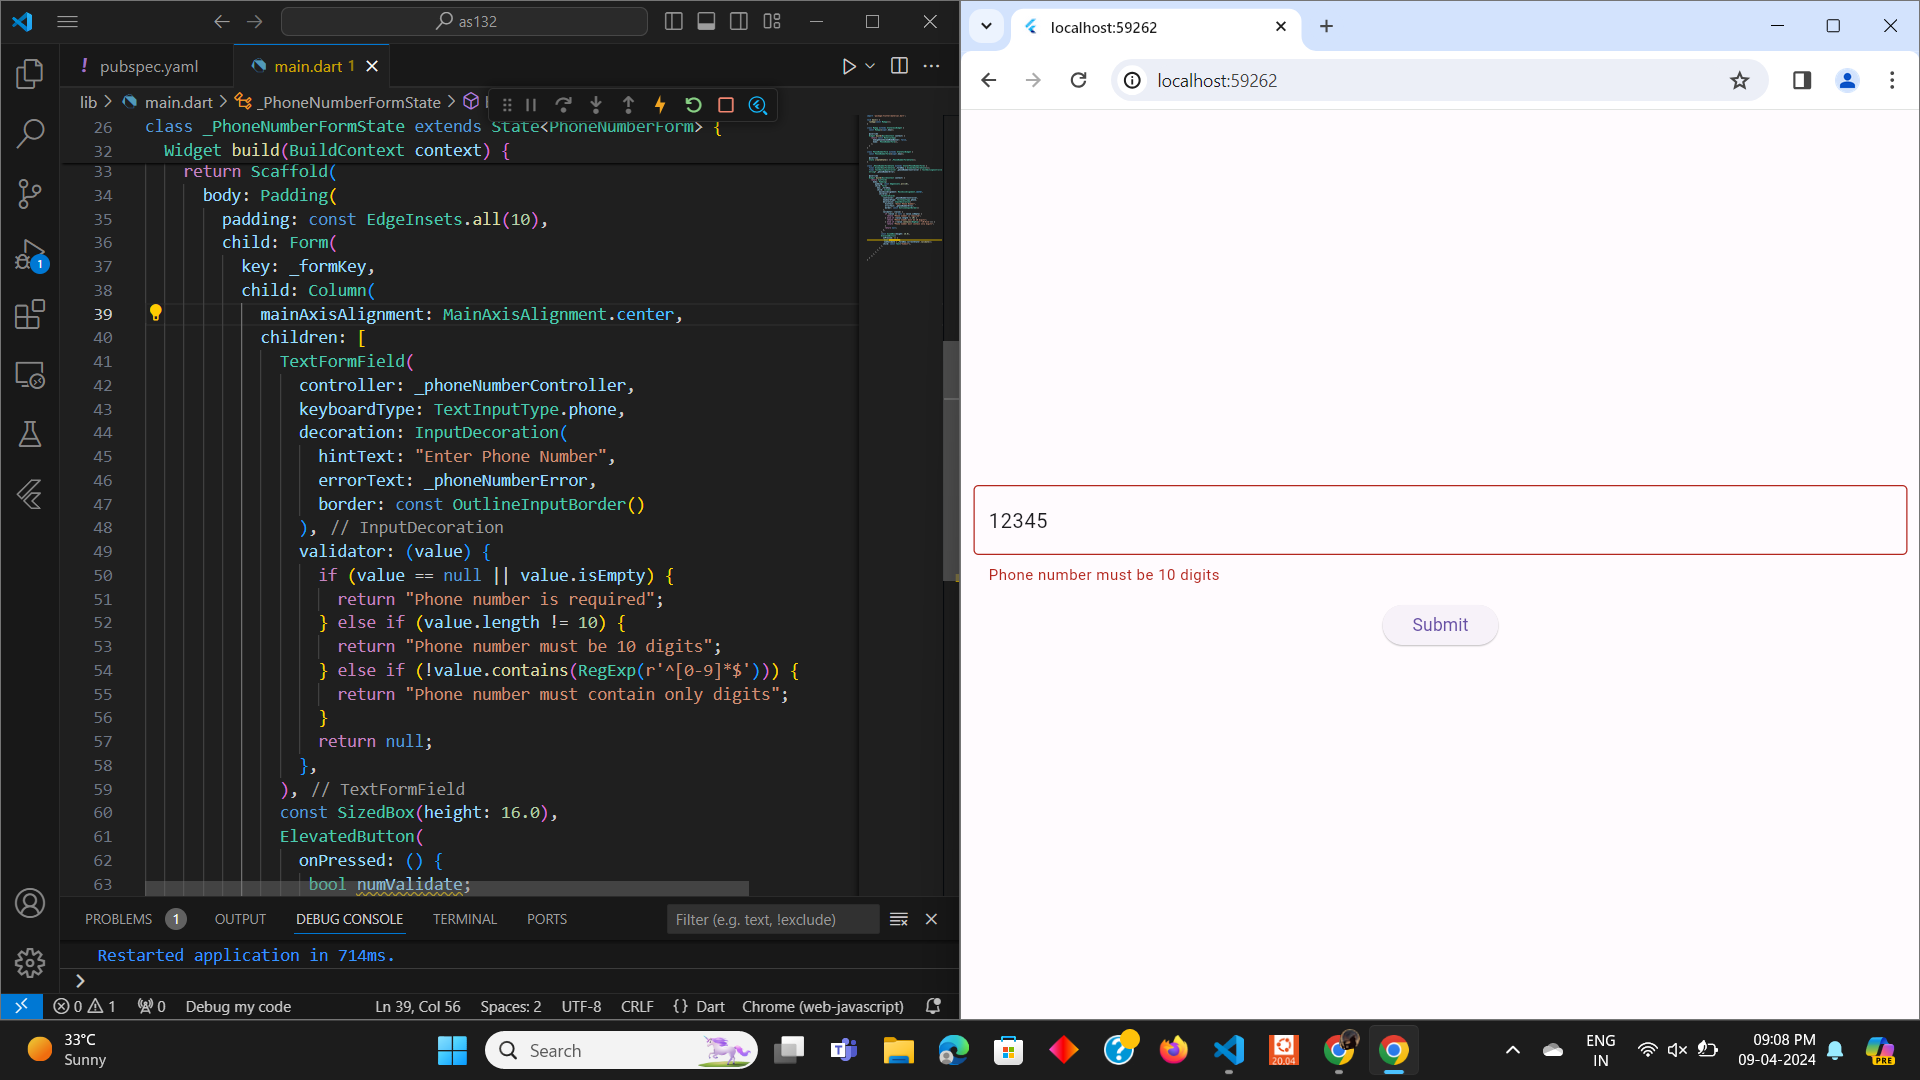 as132
! pubspec.yaml
main.dart 1
lib > main.dart > _PhoneNumberFormState >
26 class _PhoneNumberFormState extends State<PhoneNumberForm> {
32 Widget build(BuildContext context) {
33 return Scaffold(
34 body: Padding(
35 padding: const EdgeInsets.all(10),
36 child: Form(
37 key: _formKey,
38 child: Column(
39 mainAxisAlignment: MainAxisAlignment.center,
40 children: [
41 TextFormField(
42 controller: _phoneNumberController,
43 keyboardType: TextInputType.phone,
44 decoration: InputDecoration(
45 hintText: "Enter Phone Number",
46 errorText: _phoneNumberError,
47 border: const OutlineInputBorder()
48 ), // InputDecoration
49 validator: (value) {
50 if (value == null || value.isEmpty) {
51 return "Phone number is required";
52 } else if (value.length != 10) {
53 return "Phone number must be 10 digits";
54 } else if (!value.contains(RegExp(r'^[0-9]*$'))) {
55 return "Phone number must contain only digits";
56 }
57 return null;
58 },
59 ), // TextFormField
60 const SizedBox(height: 16.0),
61 ElevatedButton(
62 onPressed: () {
63 bool numValidate;
1
PROBLEMS 1 OUTPUT DEBUG CONSOLE TERMINAL PORTS Filter (e.g. text, !exclude)
Restarted application in 714ms.
>
0 1 0 Debug my code Ln 39, Col 56 Spaces: 2 UTF-8 CRLF {} Dart Chrome (web-javascript)
localhost:59262
localhost:59262
12345
Phone number must be 10 digits
Submit
33°C
Sunny
Search
20.04
ENG
IN
09:08 PM
09-04-2024
PRE